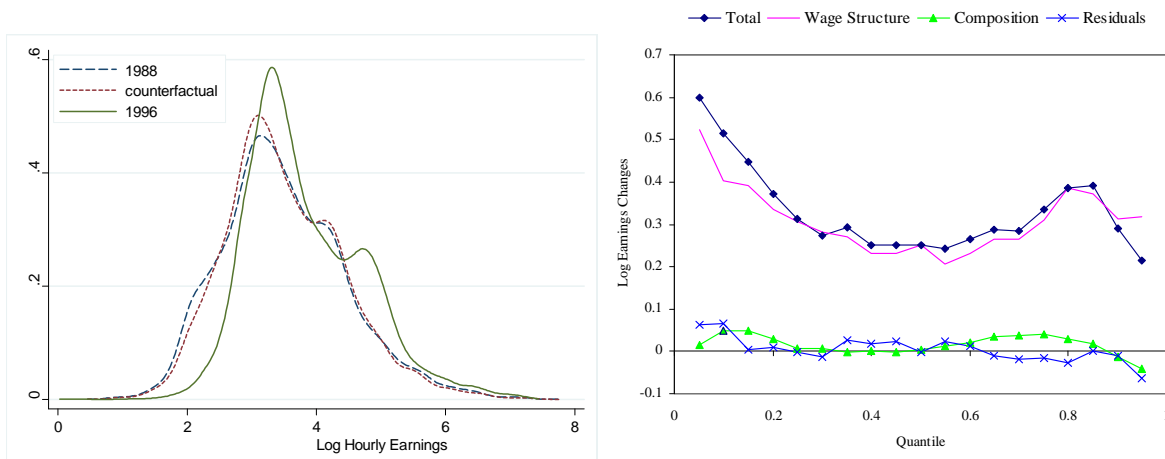 1988
counterfactual
1996
.6
.4
.2
0
0 2 4 6 8
Log Hourly Earnings
Total Wage Structure Composition Residuals
0.7
0.6
0.5
0.4
0.3
0.2
0.1
0
-0.1
Log Earnings Changes
0 0.2 0.4 0.6 0.8 1
Quantile